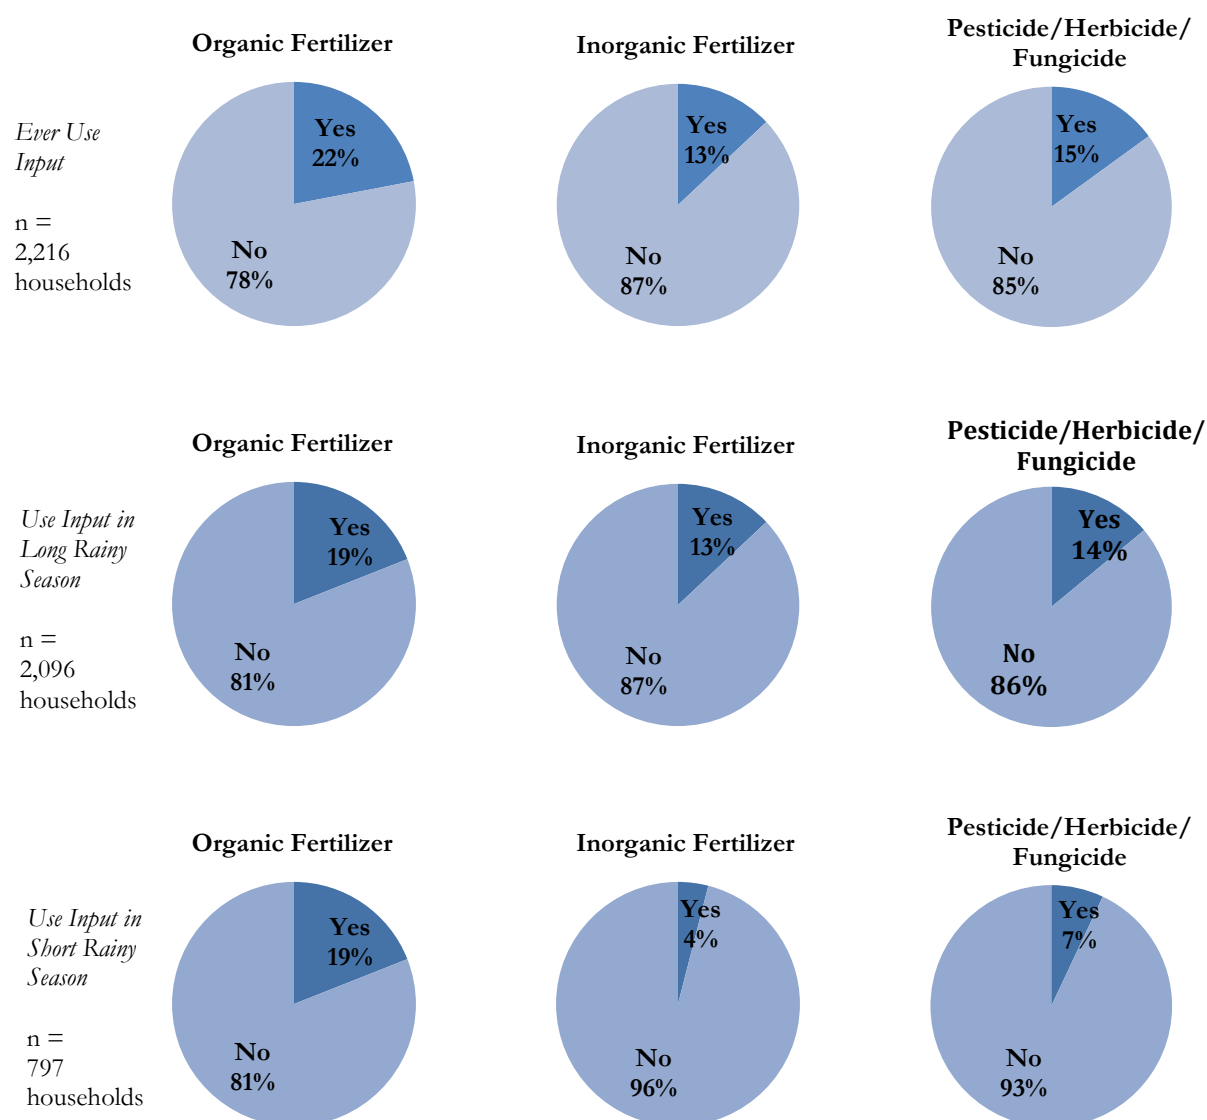 Organic Fertilizer
Inorganic Fertilizer
Pesticide/Herbicide/
Fungicide
Ever Use
Input
n =
2,216
households
Yes
22%
No
78%
Yes
13%
No
87%
Yes
15%
No
85%
Organic Fertilizer
Inorganic Fertilizer
Pesticide/Herbicide/
Fungicide
Use Input in
Long Rainy
Season
n =
2,096
households
Yes
19%
No
81%
Yes
13%
No
87%
Yes
14%
No
86%
Organic Fertilizer
Inorganic Fertilizer
Pesticide/Herbicide/
Fungicide
Use Input in
Short Rainy
Season
n =
797
households
Yes
19%
No
81%
Yes
4%
No
96%
Yes
7%
No
93%